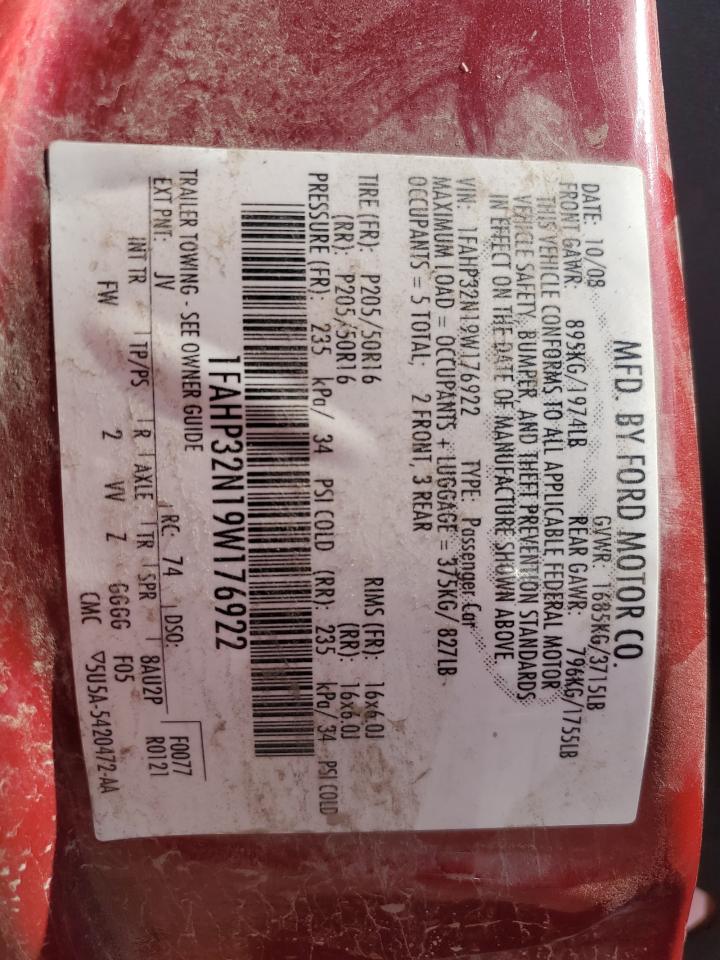 MFD. BY FORD MOTOR CO.
DATE: 10/08 GVWR: 1685KG/3715LB
FRONT GAWR: 895KG/1974LB REAR GAWR: 796KG/1755LB
THIS VEHICLE CONFORMS TO ALL APPLICABLE FEDERAL MOTOR
VEHICLE SAFETY, BUMPER, AND THEFT PREVENTION STANDARDS
IN EFFECT ON THE DATE OF MANUFACTURE SHOWN ABOVE.
VIN: 1FAHP32N19W176922 TYPE: Passenger Car
MAXIMUM LOAD = OCCUPANTS + LUGGAGE = 375KG/827LB
OCCUPANTS = 5 TOTAL; 2 FRONT, 3 REAR
TIRE (FR): P205/50R16 RIMS (FR): 16x6.0J
(RR): P205/50R16 (RR): 16x6.0J
PRESSURE (FR): 235 kPa/ 34 PSI COLD (RR): 235 kPa/ 34 PSI COLD
1FAHP32N19W176922
TRAILER TOWING - SEE OWNER GUIDE
F0077
EXT PNT: JV RC: 74 DSO: R0121
INT TR TP/PS R AXLE TR SPR 8AU2P
FW 2 VV Z GGGG F05
CMC ▽5U5A-5420472-AA